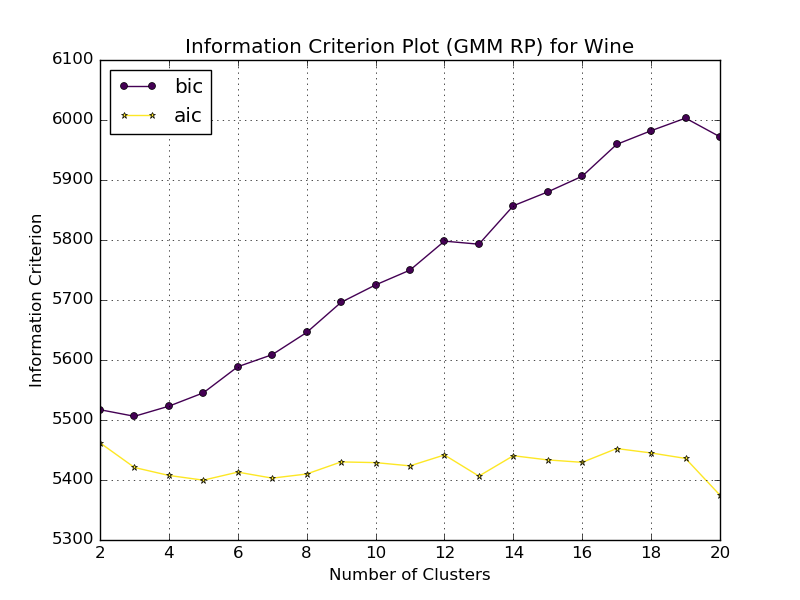 Information Criterion Plot (GMM RP) for Wine
6100
6000
5900
5800
5700
5600
5500
5400
5300
Information Criterion
bic
aic
2 4 6 8 10 12 14 16 18 20
Number of Clusters